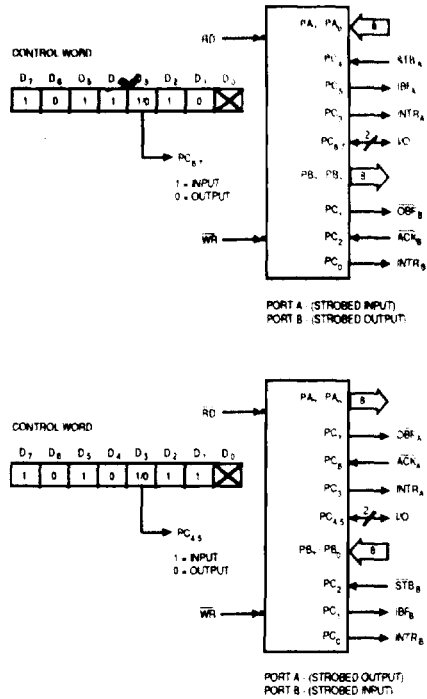 CONTROL WORD
D7 D6 D5 D D3 D2 D1 D
1 0 1 1 1/0 1 0
PC6,7
1 = INPUT
0 = OUTPUT
RD
WR
PA7 PA0 8
PC4 STBA
PC5 IBFA
PC3 INTRA
PC6,7 2 I/O
PB7 PB 8
PC1 OBFB
PC2 ACKB
PC0 INTRB
PORT A - (STROBED INPUT)
PORT B - (STROBED OUTPUT)
CONTROL WORD
D7 D6 D5 D4 D3 D2 D1 D0
1 0 1 0 1/0 1 1
PC4,5
1 = INPUT
0 = OUTPUT
RD
WR
PA7 PA0 8
PC7 OBFA
PC6 ACKA
PC3 INTRA
PC4,5 2 I/O
PB7 PB0 8
PC2 STBB
PC1 IBFB
PC0 INTRB
PORT A - (STROBED OUTPUT)
PORT B - (STROBED INPUT)